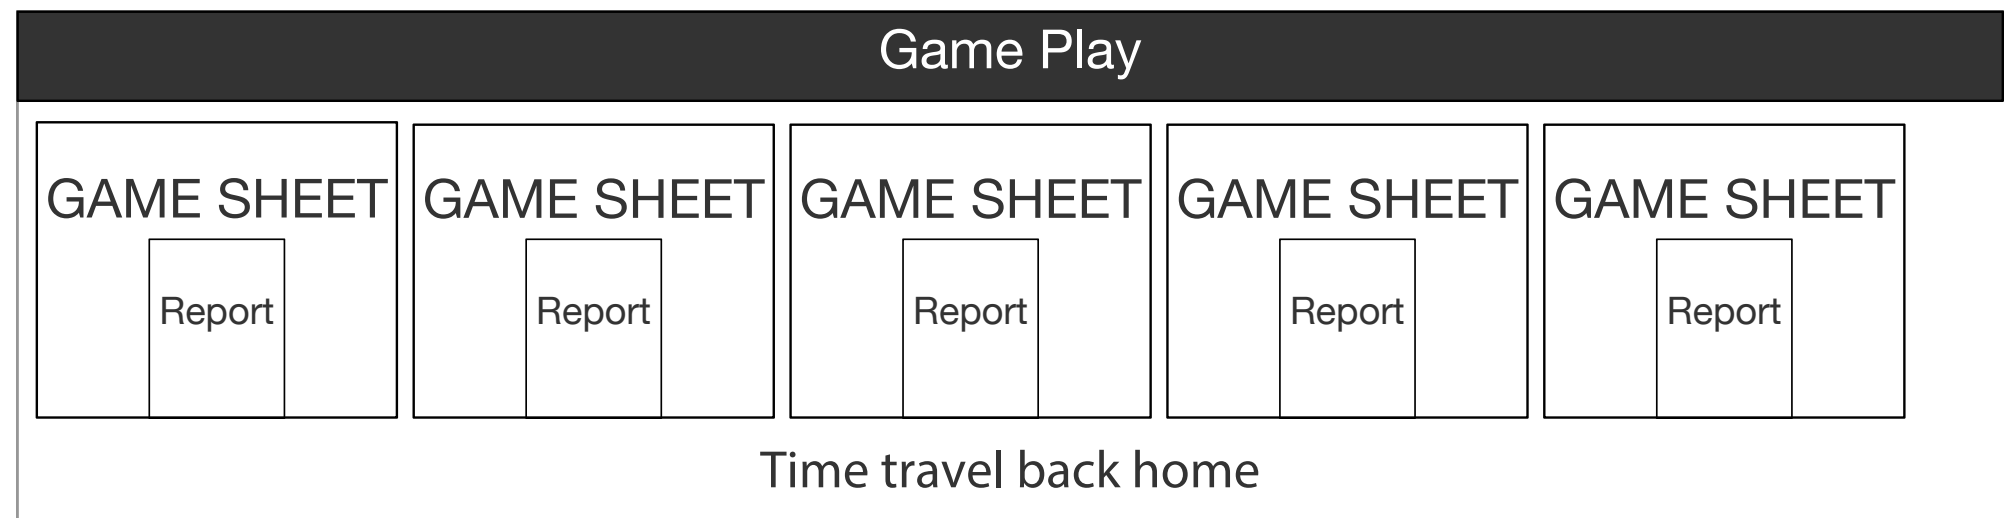 Game Play
GAME SHEET GAME SHEET GAME SHEET GAME SHEET GAME SHEET
Report Report Report Report Report
Time travel back home